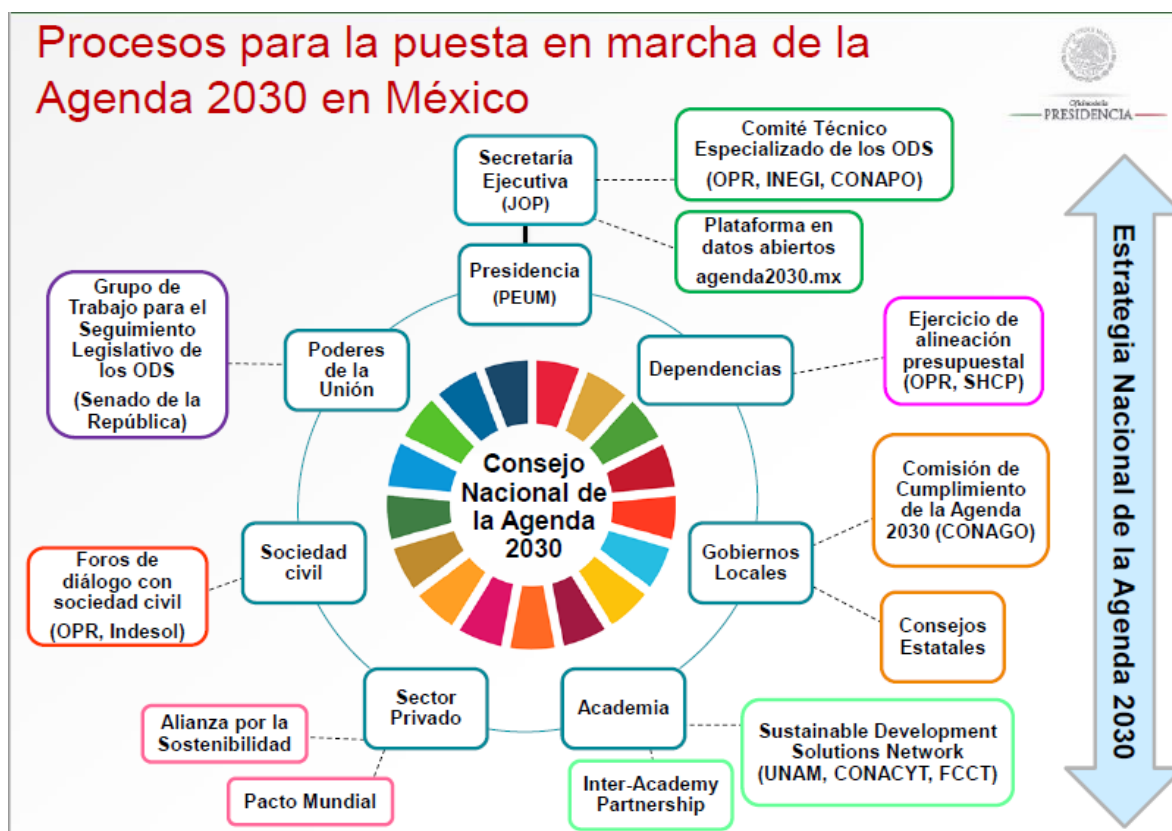 Procesos para la puesta en marcha de la
Agenda 2030 en México
Oficina de la
PRESIDENCIA
Secretaría
Ejecutiva
(JOP)
Comité Técnico
Especializado de los ODS
(OPR, INEGI, CONAPO)
Plataforma en
datos abiertos
agenda2030.mx
Presidencia
(PEUM)
Grupo de
Trabajo para el
Seguimiento
Legislativo de
los ODS
(Senado de la
República)
Poderes
de la
Unión
Dependencias
Ejercicio de
alineación
presupuestal
(OPR, SHCP)
Consejo
Nacional de
la Agenda
2030
Comisión de
Cumplimiento
de la Agenda
2030 (CONAGO)
Foros de
diálogo con
sociedad civil
(OPR, Indesol)
Sociedad
civil
Gobiernos
Locales
Consejos
Estatales
Sector
Privado
Academia
Alianza por la
Sostenibilidad
Pacto Mundial
Inter-Academy
Partnership
Sustainable Development
Solutions Network
(UNAM, CONACYT, FCCT)
Estrategia Nacional de la Agenda 2030